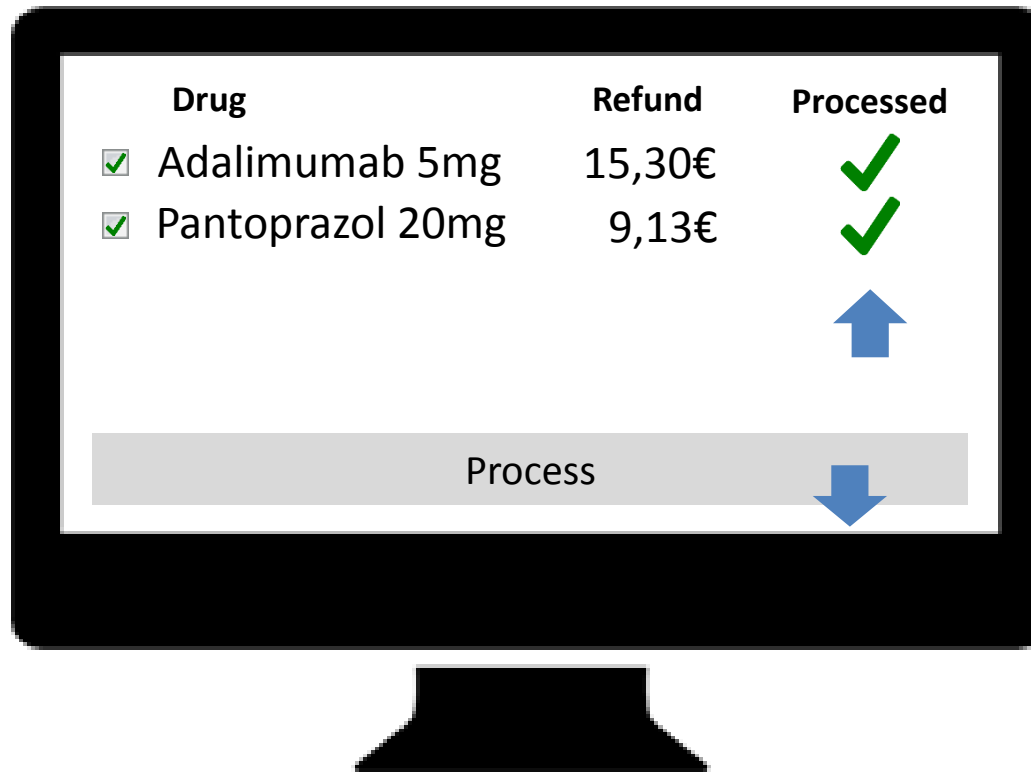 Drug Refund Processed
Adalimumab 5mg 15,30€
Pantoprazol 20mg 9,13€
Process